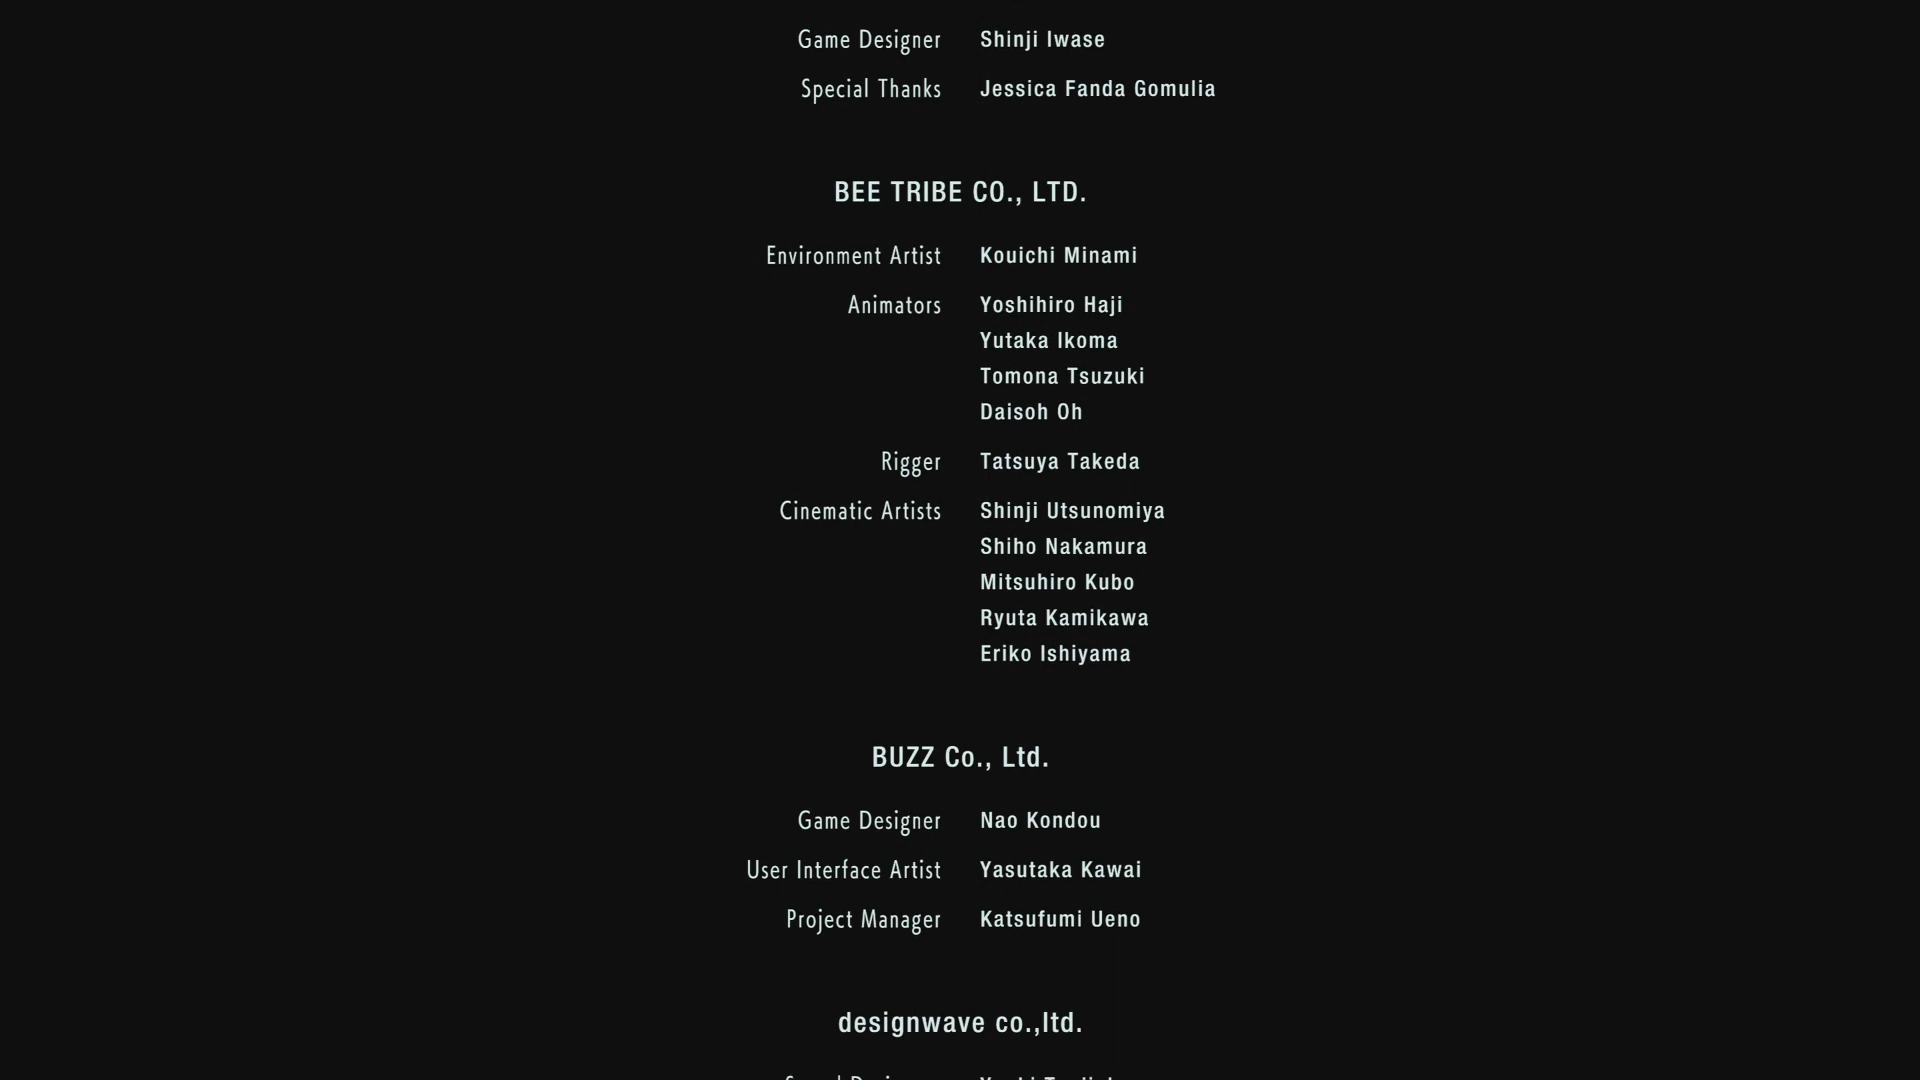 Game Designer Shinji Iwase
Special Thanks Jessica Fanda Gomulia
BEE TRIBE CO., LTD.
Environment Artist Kouichi Minami
Animators Yoshihiro Haji
Yutaka Ikoma
Tomona Tsuzuki
Daisoh Oh
Rigger Tatsuya Takeda
Cinematic Artists Shinji Utsunomiya
Shiho Nakamura
Mitsuhiro Kubo
Ryuta Kamikawa
Eriko Ishiyama
BUZZ Co., Ltd.
Game Designer Nao Kondou
User Interface Artist Yasutaka Kawai
Project Manager Katsufumi Ueno
designwave co.,ltd.